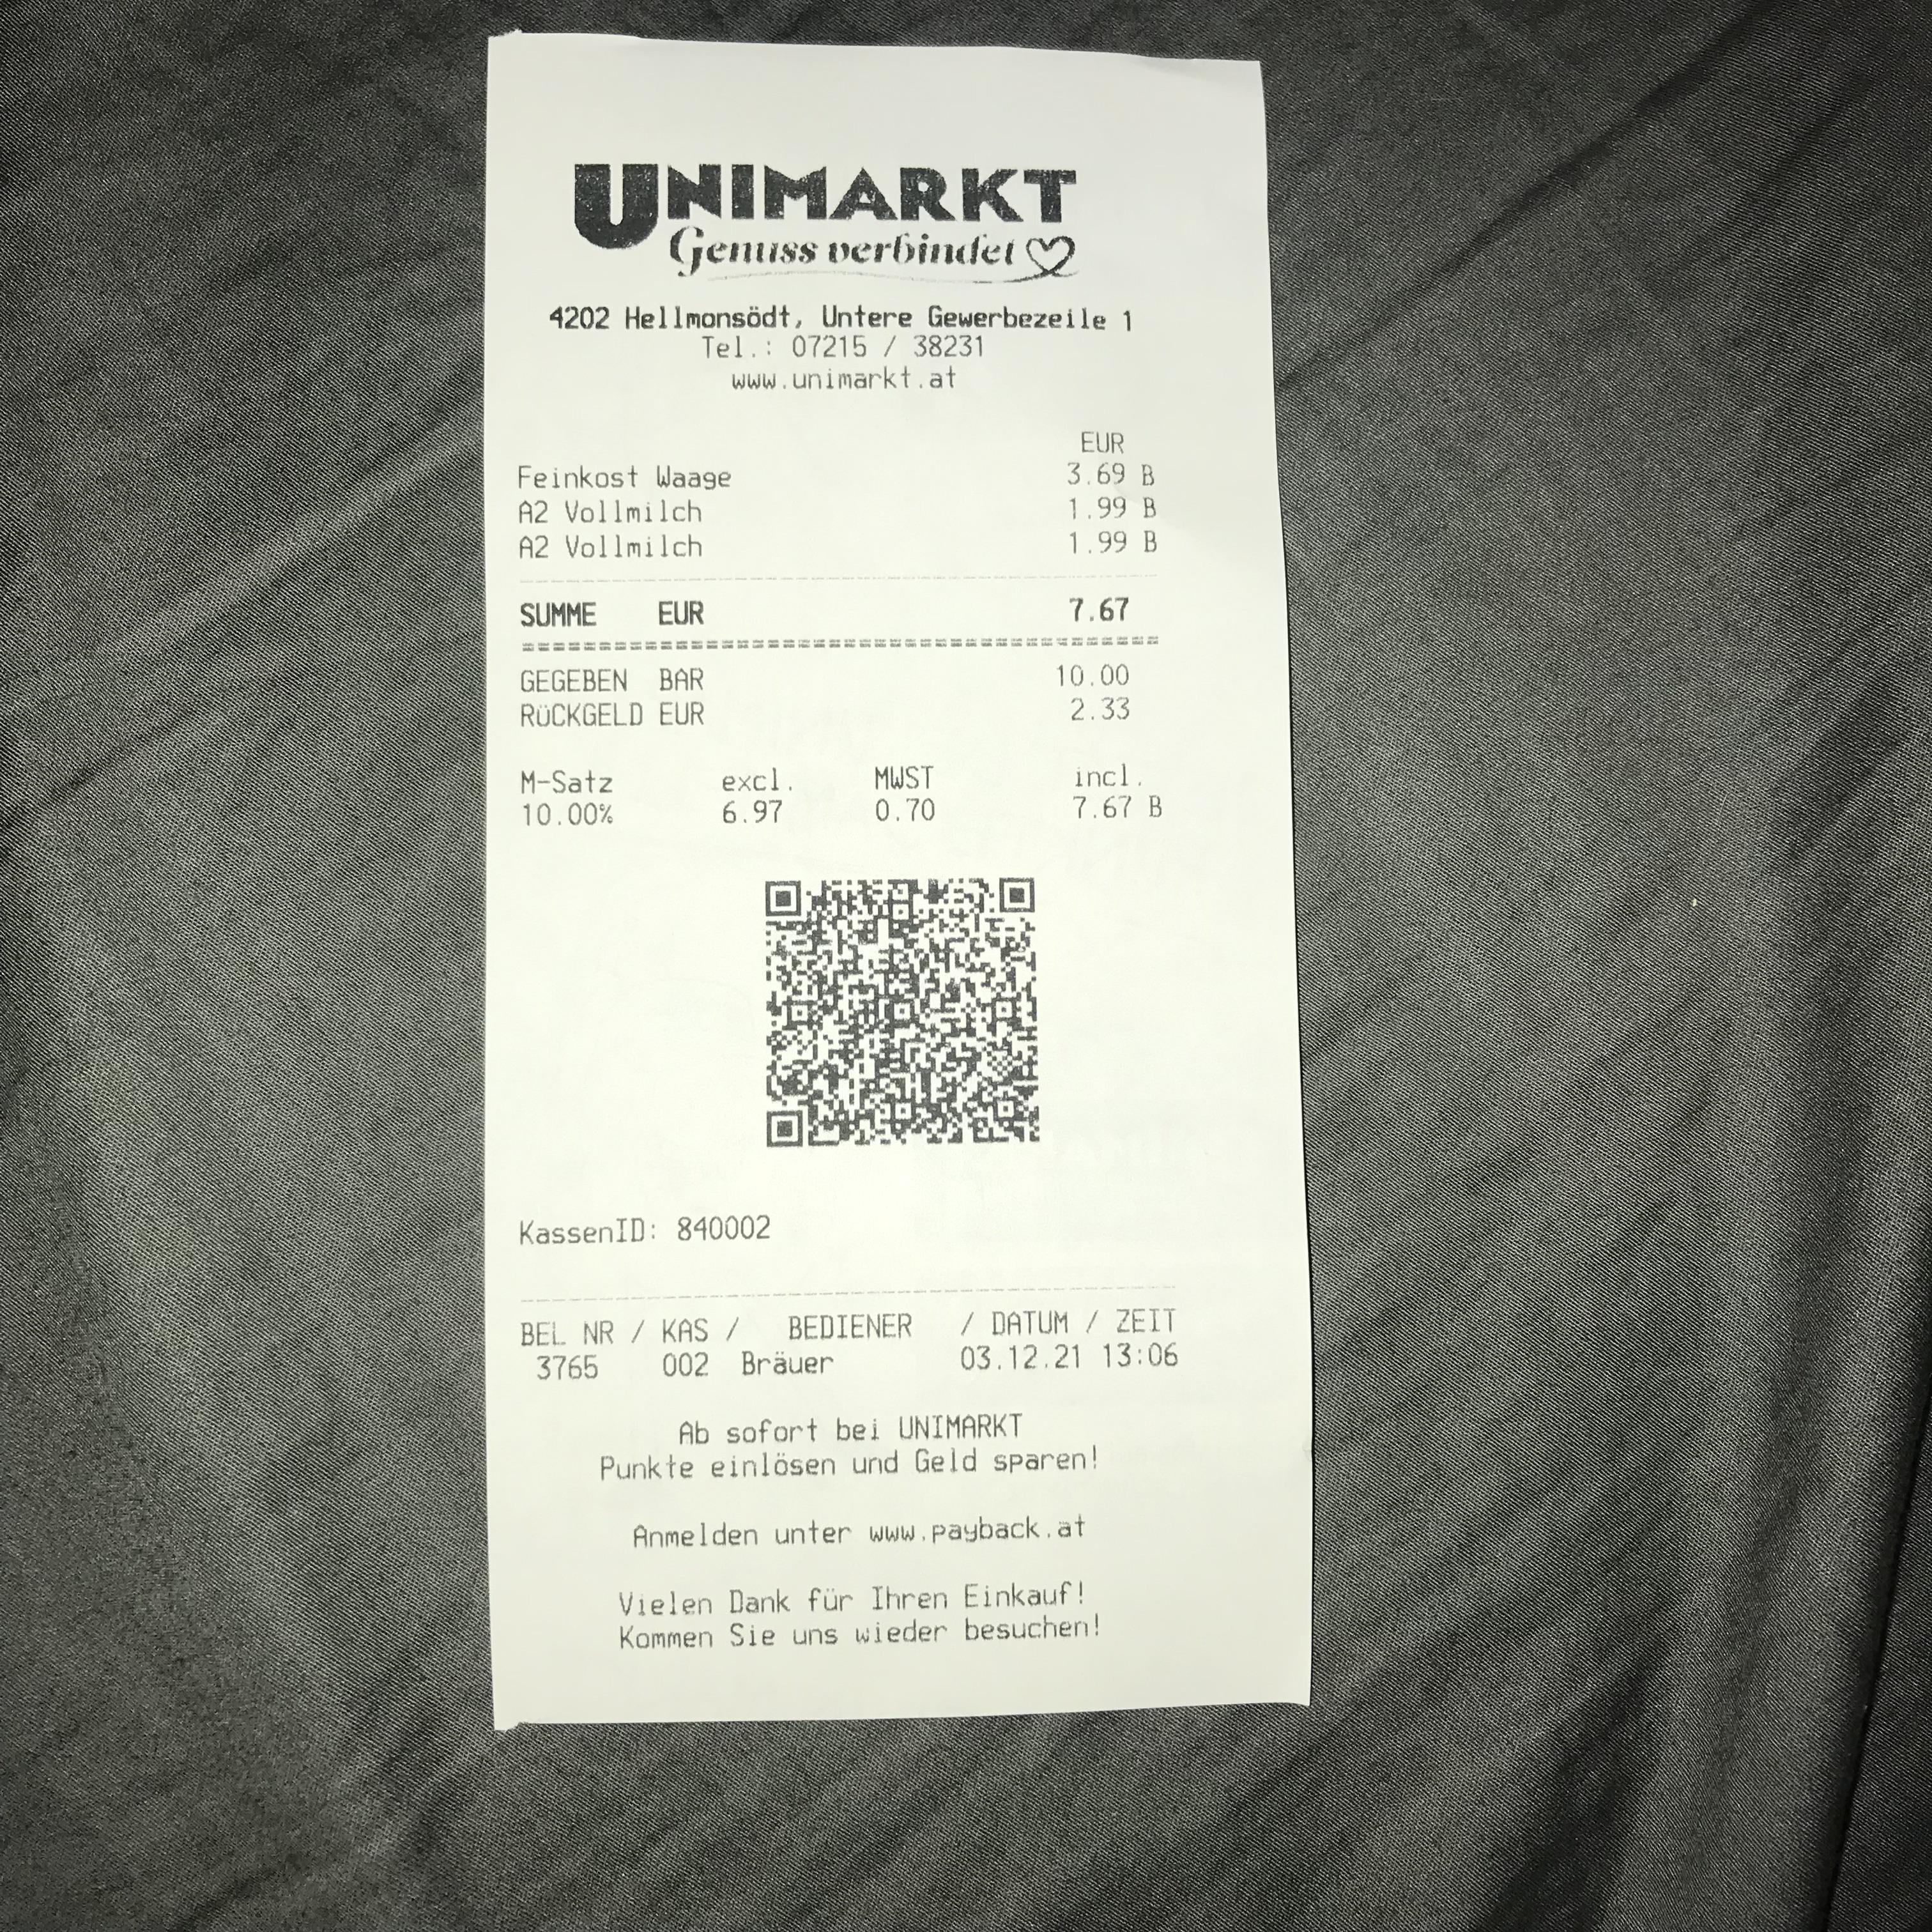 UNIMARKT
Genuss verbindet
4202 Hellmonsödt, Untere Gewerbezeile 1
Tel.: 07215 / 38231
www.unimarkt.at
EUR
Feinkost Waage 3.69 B
A2 Vollmilch 1.99 B
A2 Vollmilch 1.99 B
SUMME EUR 7.67
GEGEBEN BAR 10.00
RÜCKGELD EUR 2.33
M-Satz excl. MWST incl.
10.00% 6.97 0.70 7.67 B
KassenID: 840002
BEL NR / KAS / BEDIENER / DATUM / ZEIT
3765 002 Bräuer 03.12.21 13:06
Ab sofort bei UNIMARKT
Punkte einlösen und Geld sparen!
Anmelden unter www.payback.at
Vielen Dank für Ihren Einkauf!
Kommen Sie uns wieder besuchen!